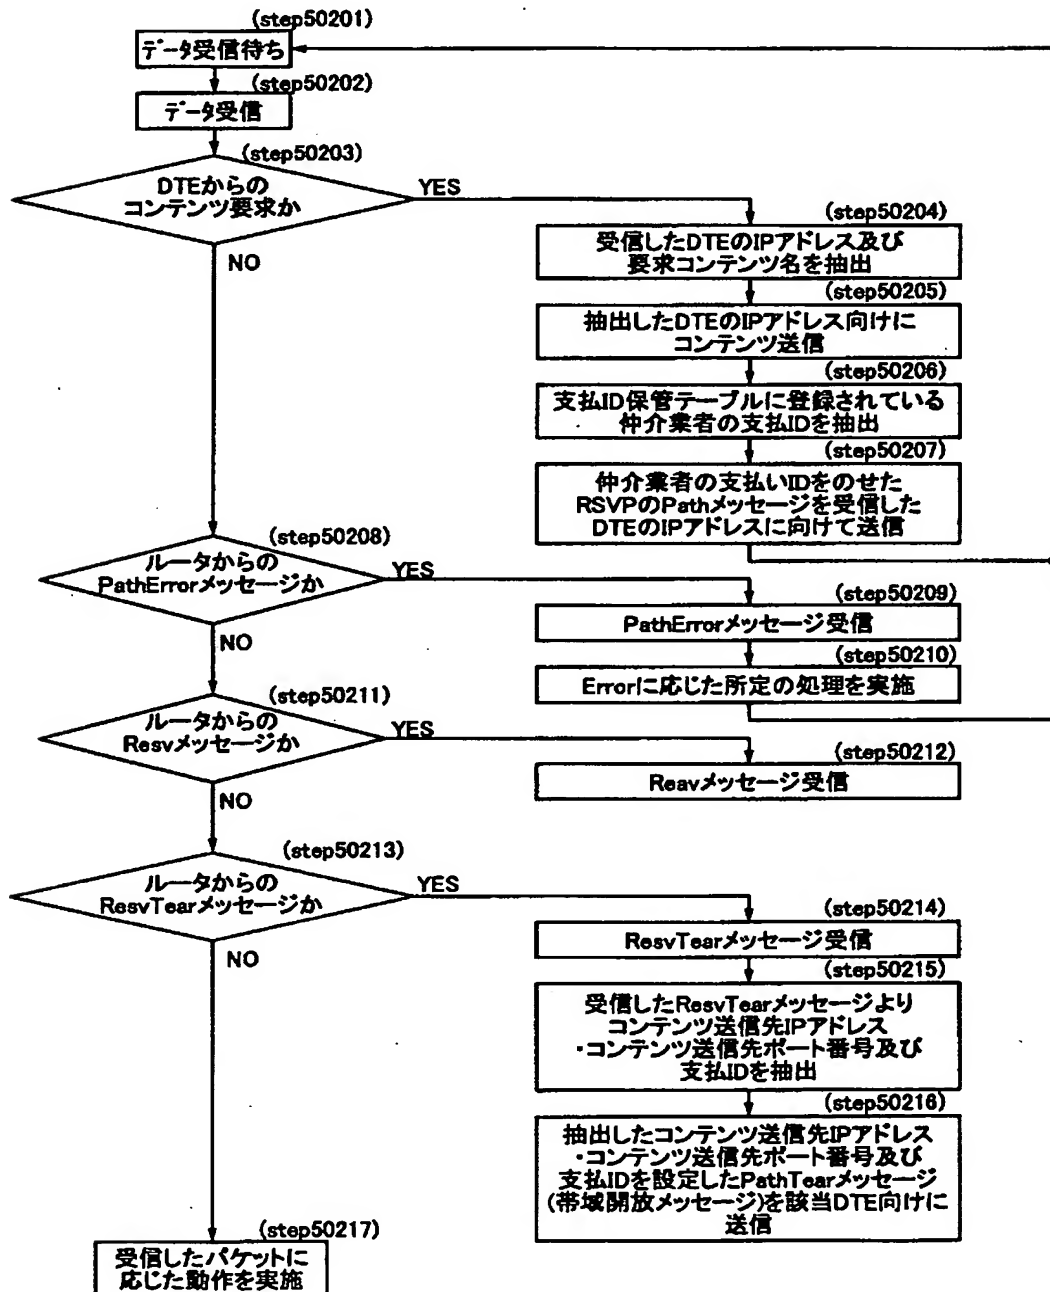 (step50201)
データ受信待ち
(step50202)
データ受信
(step50203)
DTEからの
コンテンツ要求か
YES
NO
(step50204)
受信したDTEのIPアドレス及び
要求コンテンツ名を抽出
(step50205)
抽出したDTEのIPアドレス向けに
コンテンツ送信
(step50206)
支払ID保管テーブルに登録されている
仲介業者の支払IDを抽出
(step50207)
仲介業者の支払いIDをのせた
RSVPのPathメッセージを受信した
DTEのIPアドレスに向けて送信
(step50208)
ルータからの
PathErrorメッセージか
YES
NO
(step50209)
PathErrorメッセージ受信
(step50210)
Errorに応じた所定の処理を実施
(step50211)
ルータからの
Resvメッセージか
YES
NO
(step50212)
Reavメッセージ受信
(step50213)
ルータからの
ResvTearメッセージか
YES
NO
(step50214)
ResvTearメッセージ受信
(step50215)
受信したResvTearメッセージより
コンテンツ送信先IPアドレス
・コンテンツ送信先ポート番号及び
支払IDを抽出
(step50216)
抽出したコンテンツ送信先IPアドレス
・コンテンツ送信先ポート番号及び
支払IDを設定したPathTearメッセージ
(帯域開放メッセージ)を該当DTE向けに
送信
(step50217)
受信したパケットに
応じた動作を実施